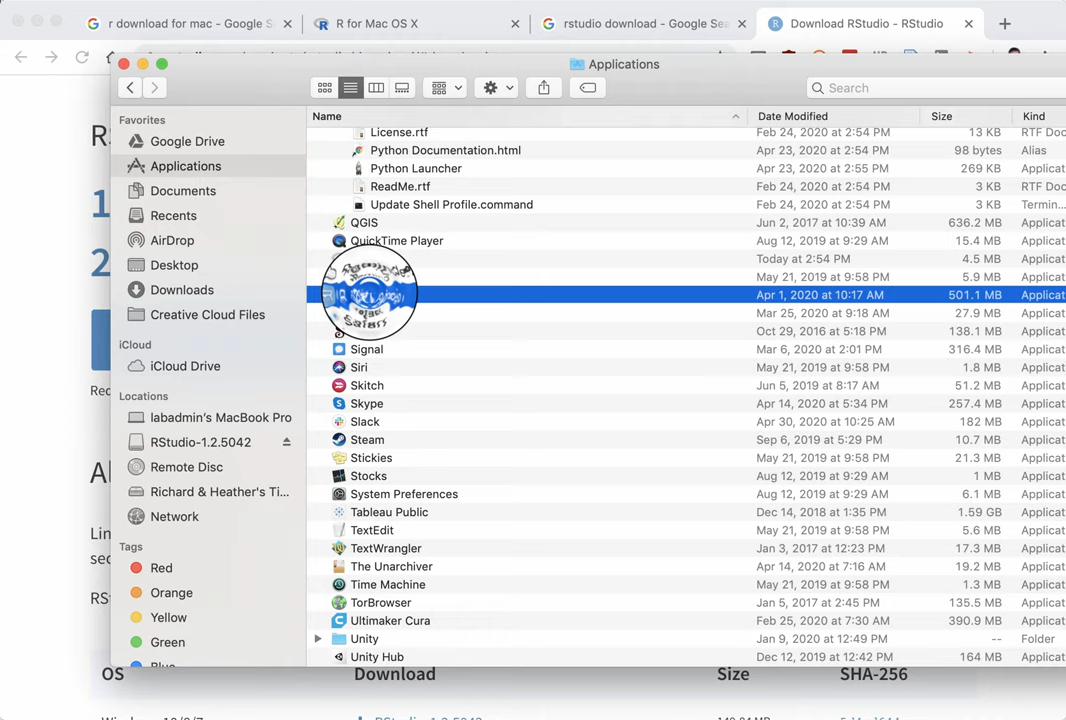 r download for mac - Google S
R for Mac OS X
rstudio download - Google Sea
Download RStudio - RStudio
Applications
Search
Favorites
Google Drive
Applications
Documents
Recents
AirDrop
Desktop
Downloads
Creative Cloud Files
iCloud
iCloud Drive
Locations
labadmin's MacBook Pro
RStudio-1.2.5042
Remote Disc
Richard & Heather's Ti...
Network
Tags
Red
Orange
Yellow
Green
Blue
Name Date Modified Size Kind
License.rtf Feb 24, 2020 at 2:54 PM 13 KB RTF Doc
Python Documentation.html Apr 23, 2020 at 2:54 PM 98 bytes Alias
Python Launcher Apr 23, 2020 at 2:55 PM 269 KB Applicat
ReadMe.rtf Feb 24, 2020 at 2:54 PM 3 KB RTF Doc
Update Shell Profile.command Feb 24, 2020 at 2:54 PM 3 KB Termin...
QGIS Jun 2, 2017 at 10:39 AM 636.2 MB Applicat
QuickTime Player Aug 12, 2019 at 9:29 AM 15.4 MB Applicat
Today at 2:54 PM 4.5 MB Applicat
May 21, 2019 at 9:58 PM 5.9 MB Applicat
Apr 1, 2020 at 10:17 AM 501.1 MB Applicat
Safari Mar 25, 2020 at 9:18 AM 27.9 MB Applicat
Oct 29, 2016 at 5:18 PM 138.1 MB Applicat
Signal Mar 6, 2020 at 2:01 PM 316.4 MB Applicat
Siri May 21, 2019 at 9:58 PM 1.8 MB Applicat
Skitch Jun 5, 2019 at 8:17 AM 51.2 MB Applicat
Skype Apr 14, 2020 at 5:34 PM 257.4 MB Applicat
Slack Apr 30, 2020 at 10:25 AM 182 MB Applicat
Steam Sep 6, 2019 at 5:29 PM 10.7 MB Applicat
Stickies May 21, 2019 at 9:58 PM 21.3 MB Applicat
Stocks Aug 12, 2019 at 9:29 AM 1 MB Applicat
System Preferences Aug 12, 2019 at 9:29 AM 6.1 MB Applicat
Tableau Public Dec 14, 2018 at 1:35 PM 1.59 GB Applicat
TextEdit May 21, 2019 at 9:58 PM 5.6 MB Applicat
TextWrangler Jan 3, 2017 at 12:23 PM 17.3 MB Applicat
The Unarchiver Apr 14, 2020 at 7:16 AM 19.2 MB Applicat
Time Machine May 21, 2019 at 9:58 PM 1.3 MB Applicat
TorBrowser Jan 5, 2017 at 2:45 PM 135.5 MB Applicat
Ultimaker Cura Feb 25, 2020 at 7:30 AM 390.9 MB Applicat
Unity Jan 9, 2020 at 12:49 PM -- Folder
Unity Hub Dec 12, 2019 at 12:42 PM 164 MB Applicat
RS
1
2
Rec
Al
Lin
sec
RSt
OS Download Size SHA-256